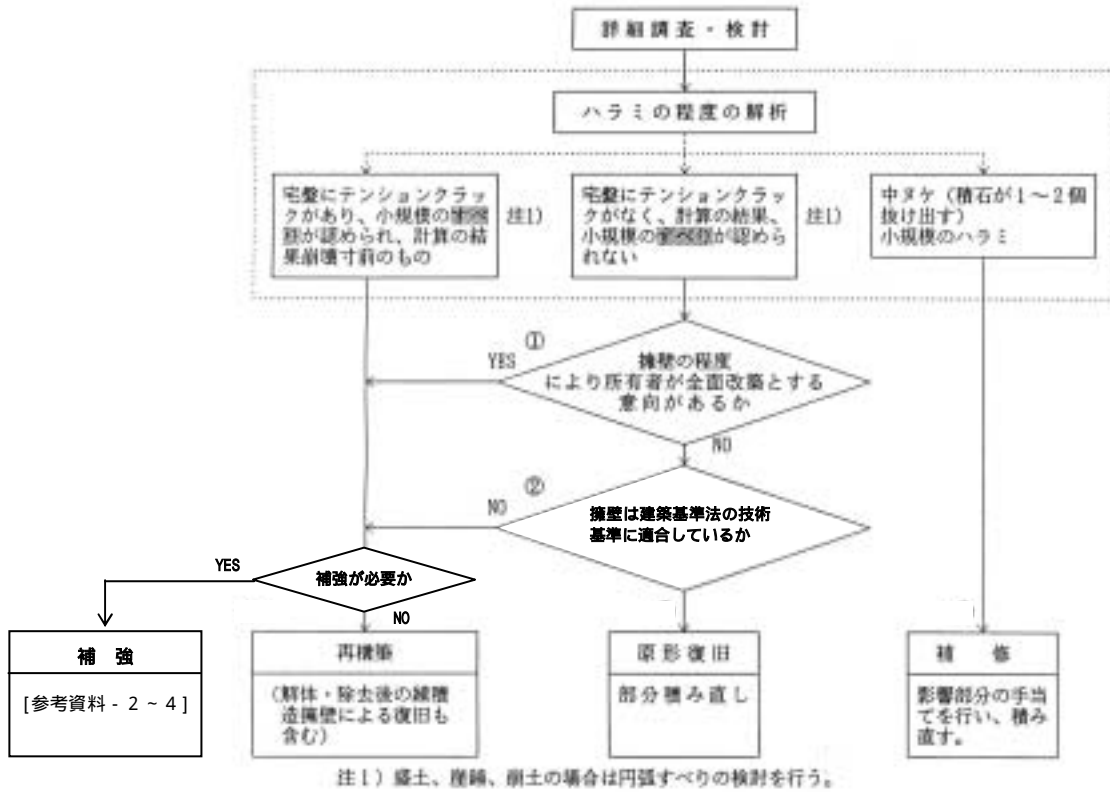 詳細調査・検討
ハラミの程度の解析
宅盤にテンションクラッ
クがあり、小規模のすべ
りが認められ、計算の結
果崩壊寸前のもの
注1)
宅盤にテンションクラッ
クがなく、計算の結果、
小規模のすべりが認めら
れない
注1)
中ヌケ（積石が1～2個
抜け出す）
小規模のハラミ
①
YES
擁壁の程度
により所有者が全面改築とする
意向があるか
NO
②
NO
擁壁は建築基準法の技術
基準に適合しているか
YES
補強が必要か
NO
補 強
[参考資料 - 2 ~ 4]
再構築
（解体・除去後の練積
造擁壁による復旧も
含む）
原形復旧
部分積み直し
補 修
影響部分の手当
てを行い、積み
直す。
注1）盛土、崖錐、崩土の場合は円弧すべりの検討を行う。